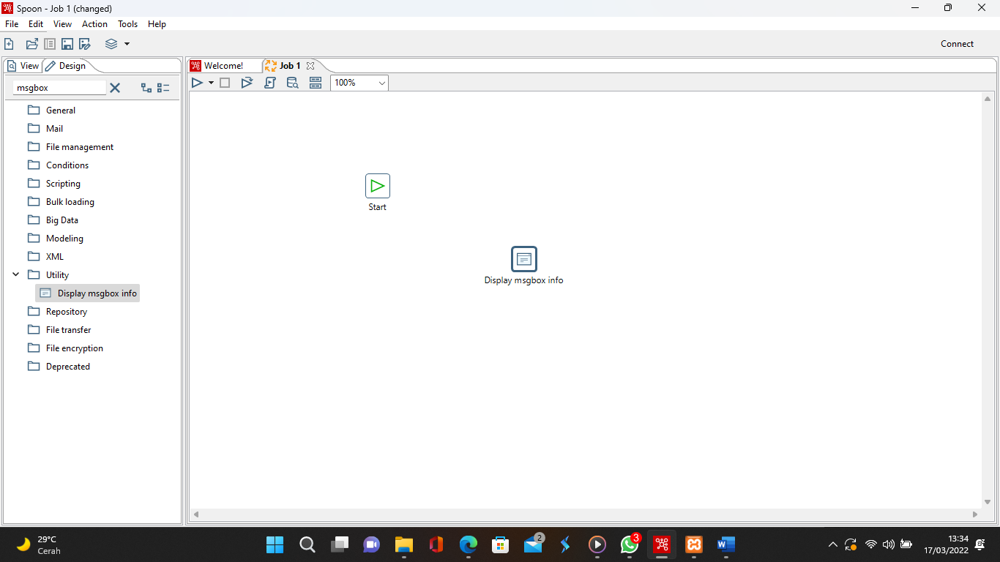 Spoon - Job 1 (changed)
File Edit View Action Tools Help
Connect
View Design
Welcome! Job 1
msgbox
100%
General
Mail
File management
Conditions
Scripting
Bulk loading
Big Data
Modeling
XML
Utility
Display msgbox info
Repository
File transfer
File encryption
Deprecated
Start
Display msgbox info
29°C
Cerah
2
3
13:34
17/03/2022